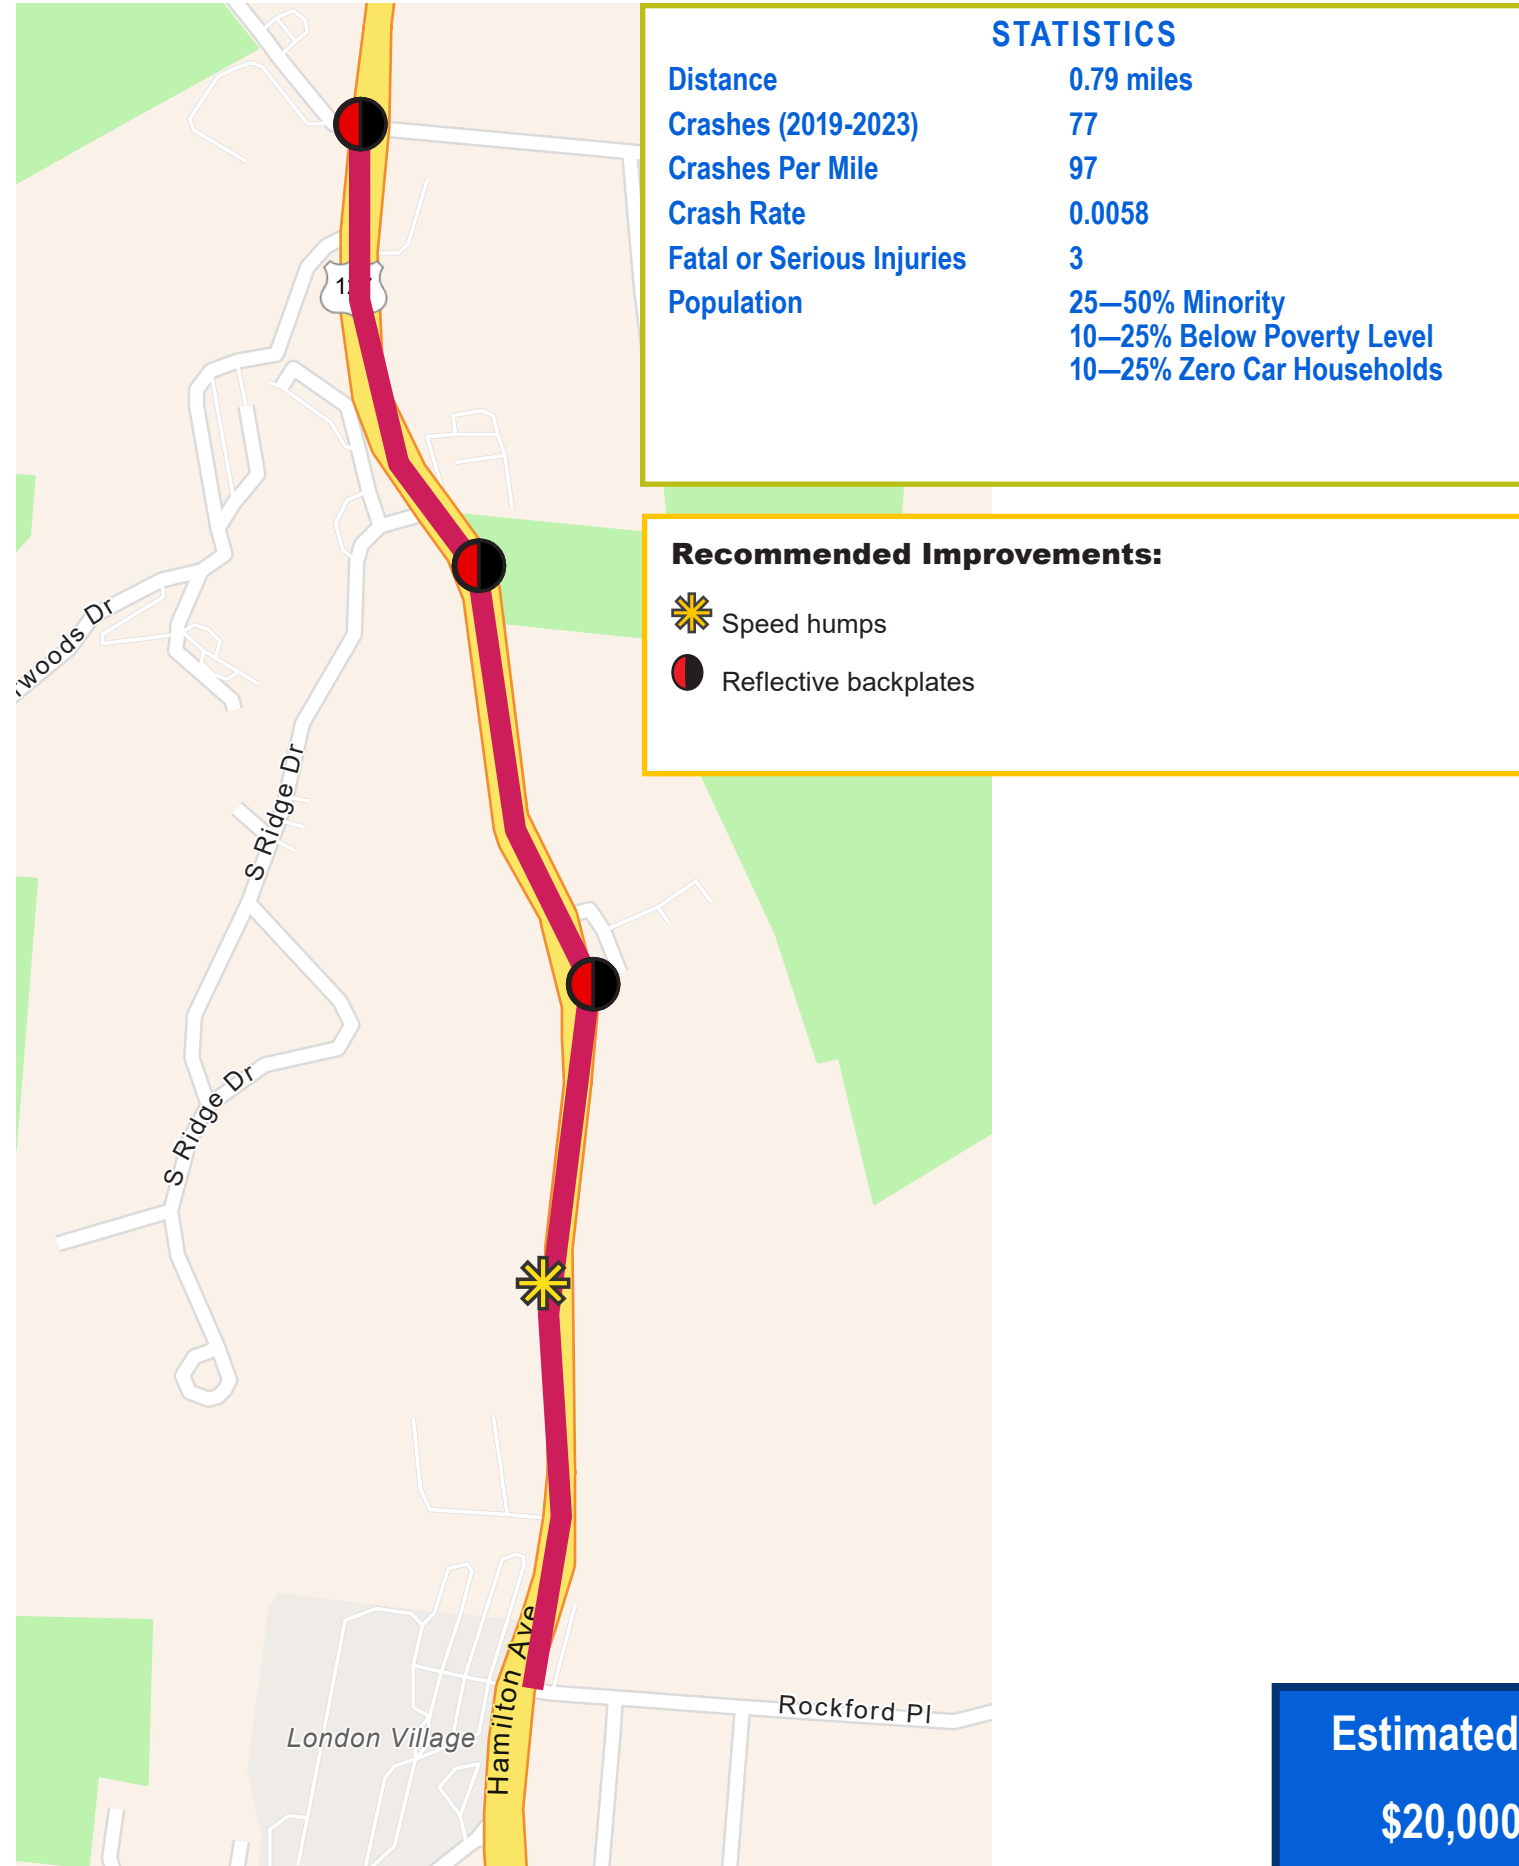 STATISTICS
Distance 0.79 miles
Crashes (2019-2023) 77
Crashes Per Mile 97
Crash Rate 0.0058
Fatal or Serious Injuries 3
Population 25—50% Minority
10—25% Below Poverty Level
10—25% Zero Car Households
Recommended Improvements:
Speed humps
Reflective backplates
rwoods Dr
S Ridge Dr
S Ridge Dr
Hamilton Ave
London Village
Rockford Pl
Estimated
$20,000